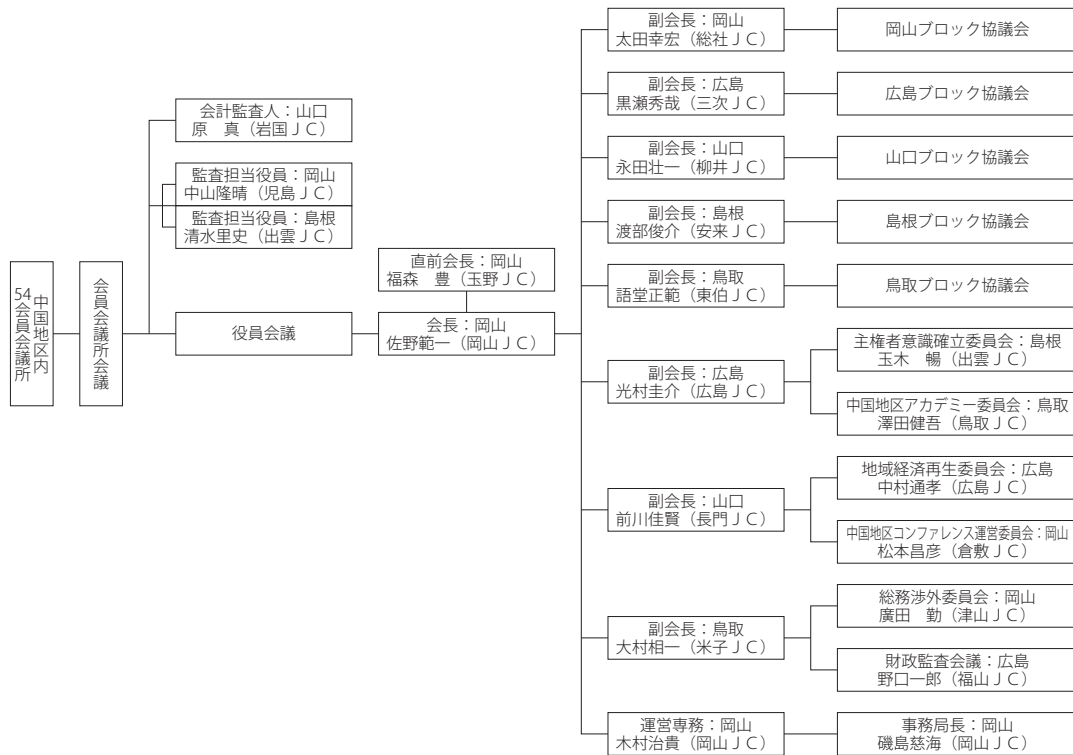 中国地区内
54会員会議所
会員会議所会議
会計監査人：山口
原　真（岩国ＪＣ）
監査担当役員：岡山
中山隆晴（児島ＪＣ）
監査担当役員：島根
清水里史（出雲ＪＣ）
役員会議
直前会長：岡山
福森　豊（玉野ＪＣ）
会長：岡山
佐野範一（岡山ＪＣ）
副会長：岡山
太田幸宏（総社ＪＣ）
岡山ブロック協議会
副会長：広島
黒瀬秀哉（三次ＪＣ）
広島ブロック協議会
副会長：山口
永田壮一（柳井ＪＣ）
山口ブロック協議会
副会長：島根
渡部俊介（安来ＪＣ）
島根ブロック協議会
副会長：鳥取
語堂正範（東伯ＪＣ）
鳥取ブロック協議会
副会長：広島
光村圭介（広島ＪＣ）
主権者意識確立委員会：島根
玉木　暢（出雲ＪＣ）
中国地区アカデミー委員会：鳥取
澤田健吾（鳥取ＪＣ）
副会長：山口
前川佳賢（長門ＪＣ）
地域経済再生委員会：広島
中村通孝（広島ＪＣ）
中国地区コンファレンス運営委員会：岡山
松本昌彦（倉敷ＪＣ）
副会長：鳥取
大村相一（米子ＪＣ）
総務渉外委員会：岡山
廣田　勤（津山ＪＣ）
財政監査会議：広島
野口一郎（福山ＪＣ）
運営専務：岡山
木村治貴（岡山ＪＣ）
事務局長：岡山
磯島慈海（岡山ＪＣ）